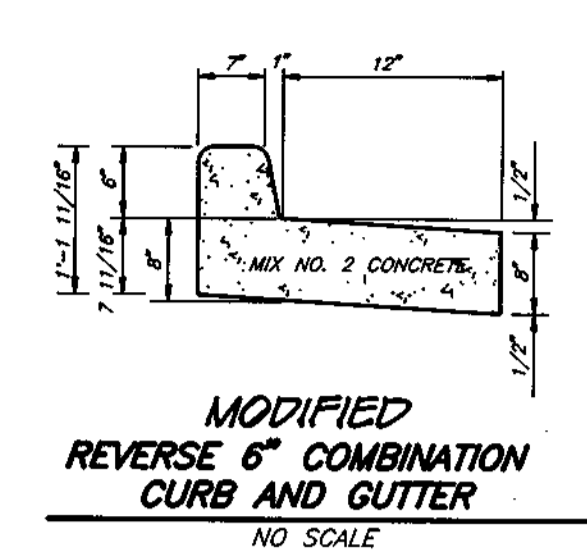 7" 1" 12"
1'-1 11/16"
6"
7 11/16"
8"
1/2"
8"
1/2"
MIX NO. 2 CONCRETE
MODIFIED
REVERSE 6" COMBINATION
CURB AND GUTTER
NO SCALE